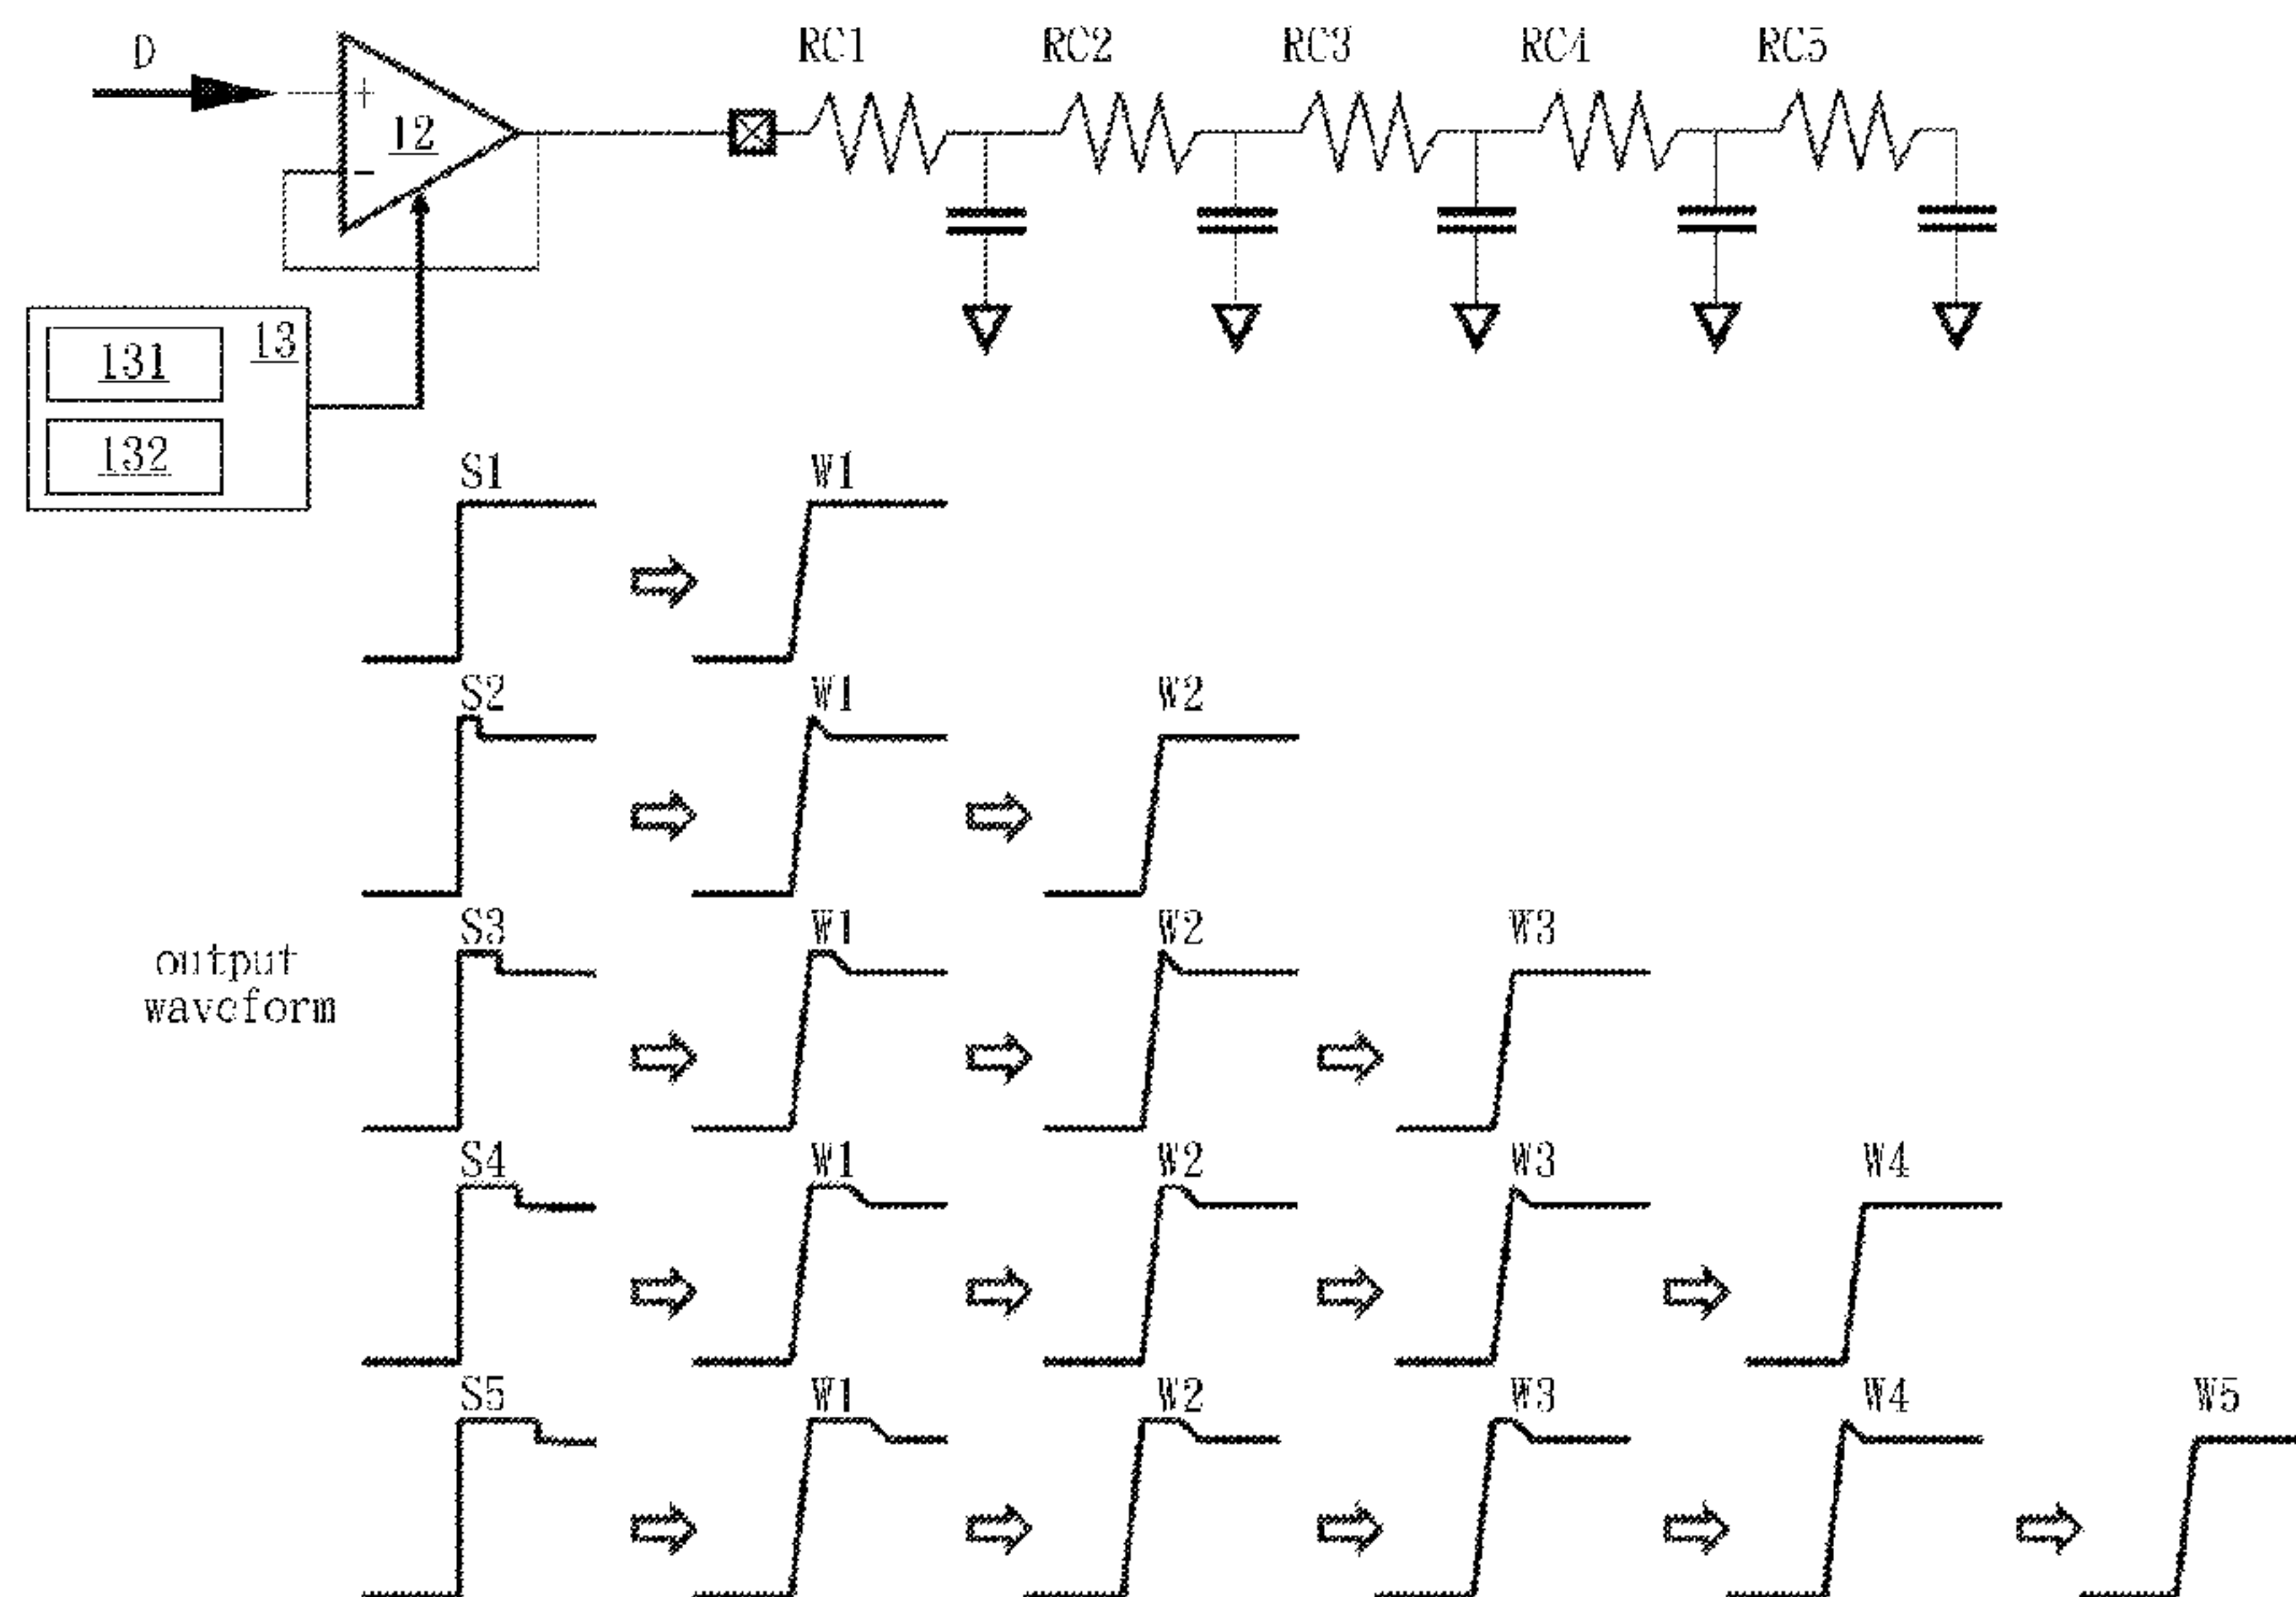 D RC1 RC2 RC3 RC4 RC5
+
12
-
13
131
132
S1 W1
S2 W1 W2
S3 W1 W2 W3
output
waveform
S4 W1 W2 W3 W4
S5 W1 W2 W3 W4 W5